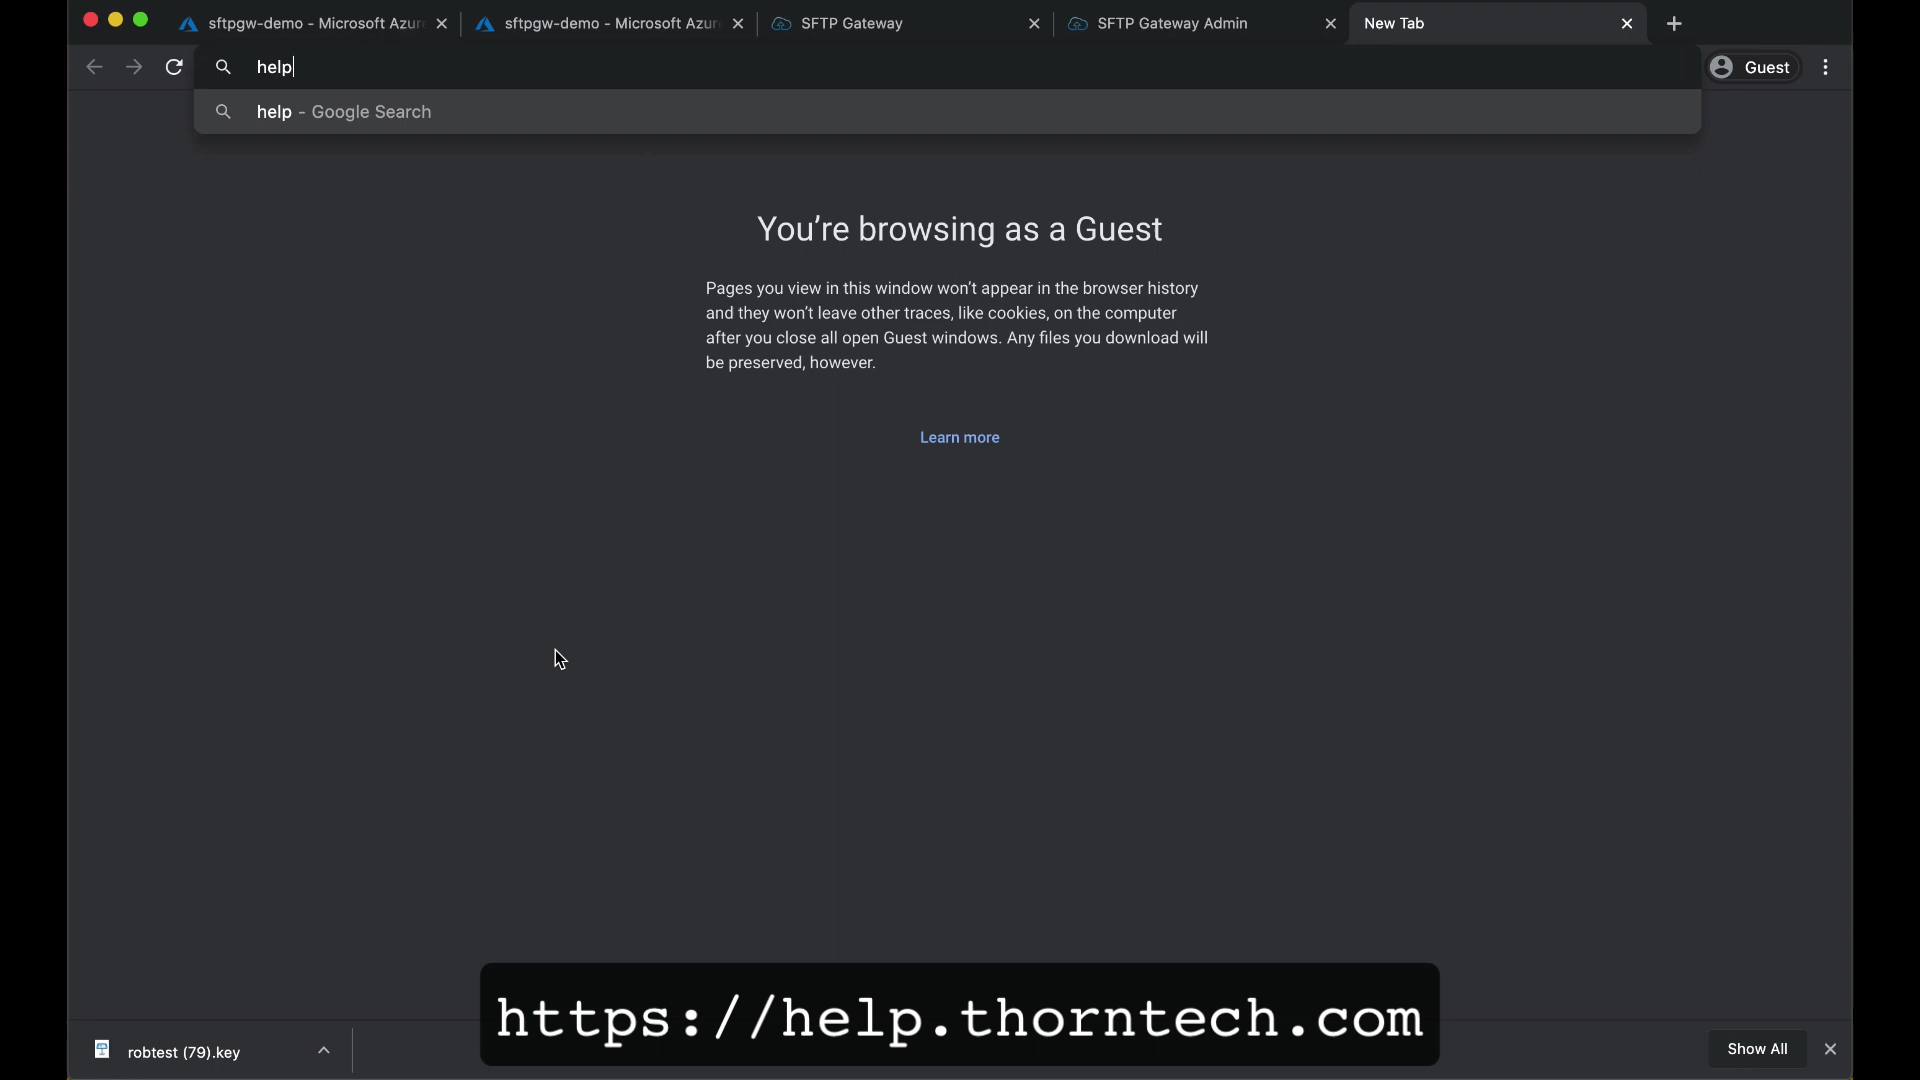 sftpgw-demo - Microsoft Azur
sftpgw-demo - Microsoft Azur
SFTP Gateway
SFTP Gateway Admin
New Tab
help
Guest
help - Google Search
You're browsing as a Guest
Pages you view in this window won't appear in the browser history
and they won't leave other traces, like cookies, on the computer
after you close all open Guest windows. Any files you download will
be preserved, however.
Learn more
https://help.thorntech.com
robtest (79).key
Show All